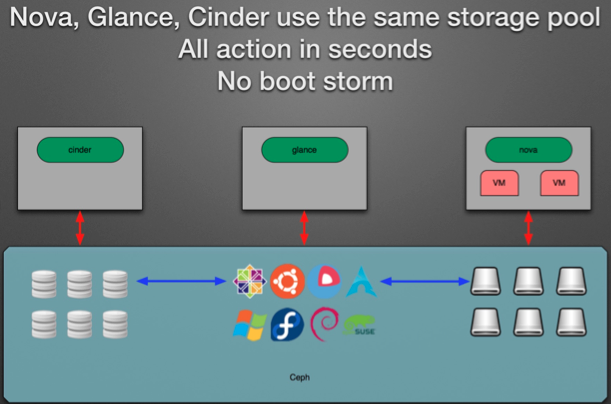 Nova, Glance, Cinder use the same storage pool
All action in seconds
No boot storm
cinder
glance
nova
VM VM
SUSE
Ceph